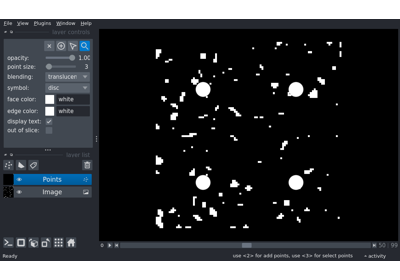 File View Plugins Window Help
layer controls
opacity: 1.00
point size: 3
blending: translucen
symbol: disc
face color: white
edge color: white
display text:
out of slice:
layer list
Points
Image
0 50 99
Ready use <2> for add points, use <3> for select points activity